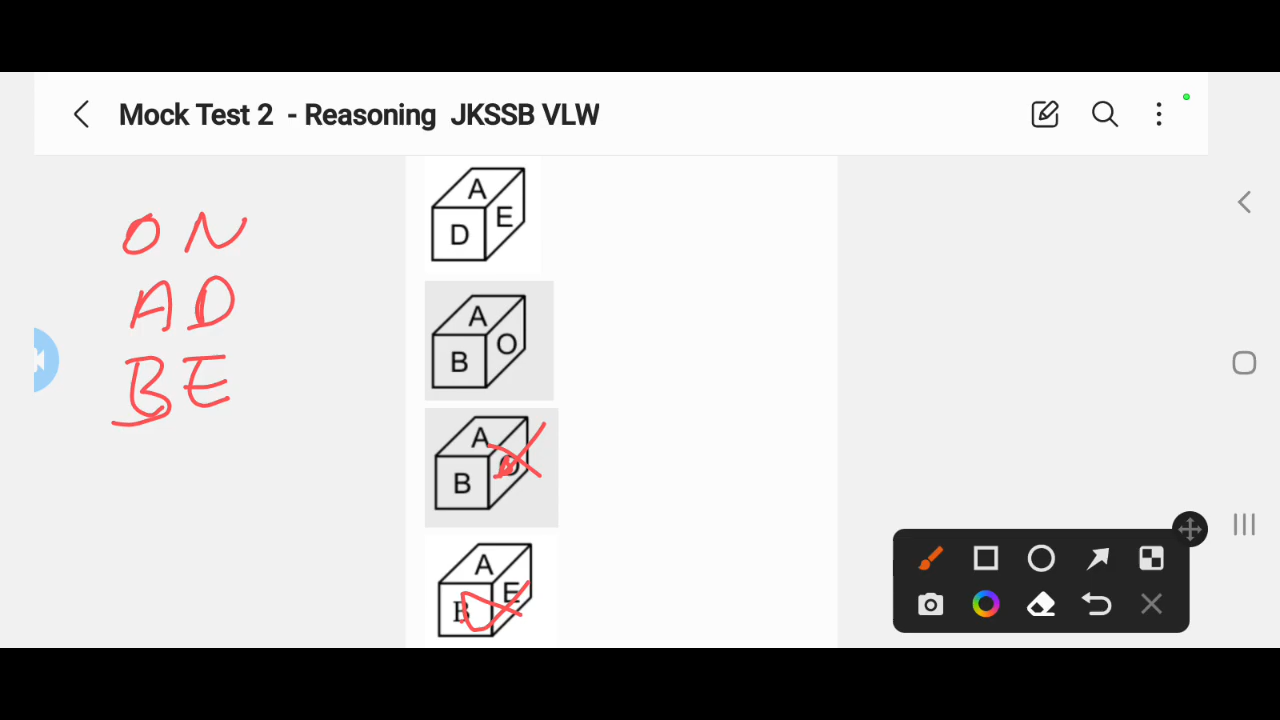 Mock Test 2 - Reasoning JKSSB VLW
O N
A D
B E
A
D E
A
B O
A
B O
A
B E